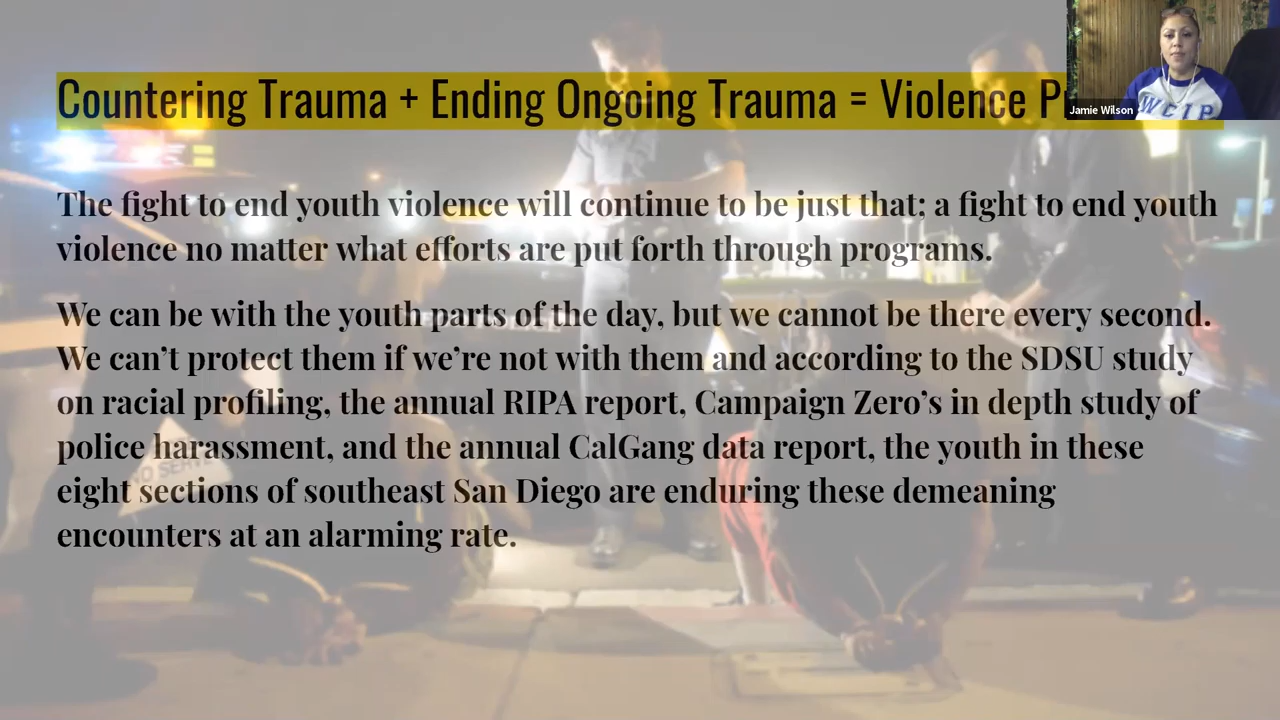 Countering Trauma + Ending Ongoing Trauma = Violence
Jamie Wilson
The fight to end youth violence will continue to be just that; a fight to end youth
violence no matter what efforts are put forth through programs.
We can be with the youth parts of the day, but we cannot be there every second.
We can’t protect them if we’re not with them and according to the SDSU study
on racial profiling, the annual RIPA report, Campaign Zero’s in depth study of
police harassment, and the annual CalGang data report, the youth in these
eight sections of southeast San Diego are enduring these demeaning
encounters at an alarming rate.